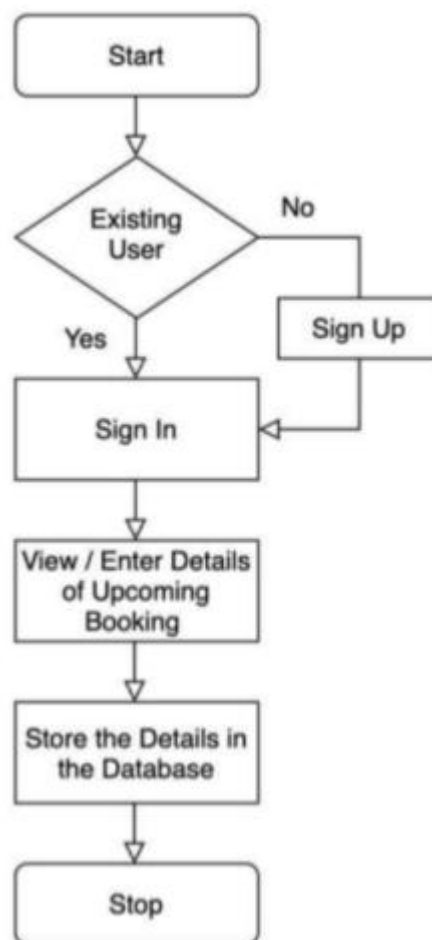 Start
Existing
User
No
Yes
Sign Up
Sign In
View / Enter Details
of Upcoming
Booking
Store the Details in
the Database
Stop